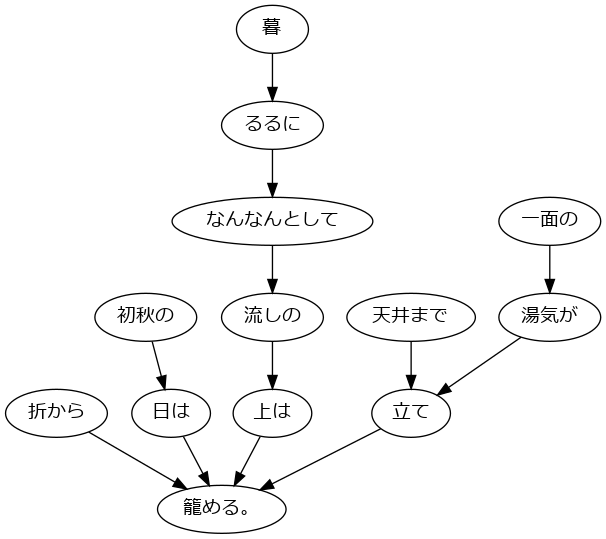 暮
るるに
なんなんとして
一面の
初秋の
流しの
天井まで
湯気が
折から
日は
上は
立て
籠める。